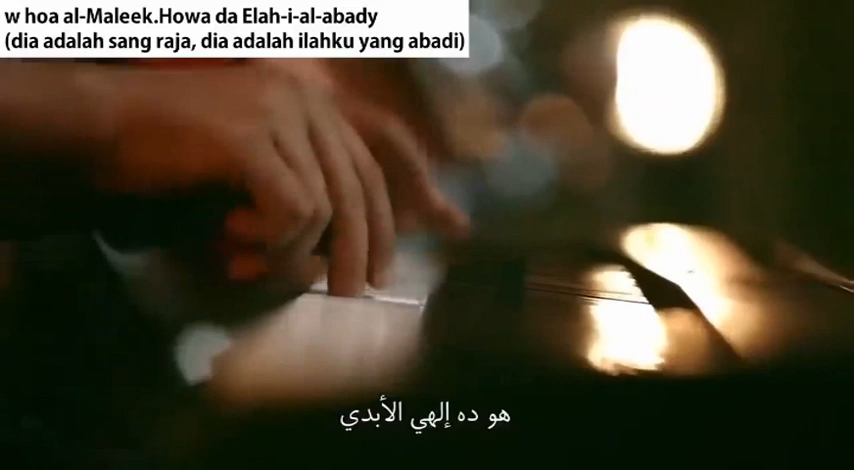 w hoa al-Maleek.Howa da Elah-i-al-abady
(dia adalah sang raja, dia adalah ilahku yang abadi)
هو ده إلهي الأبدي